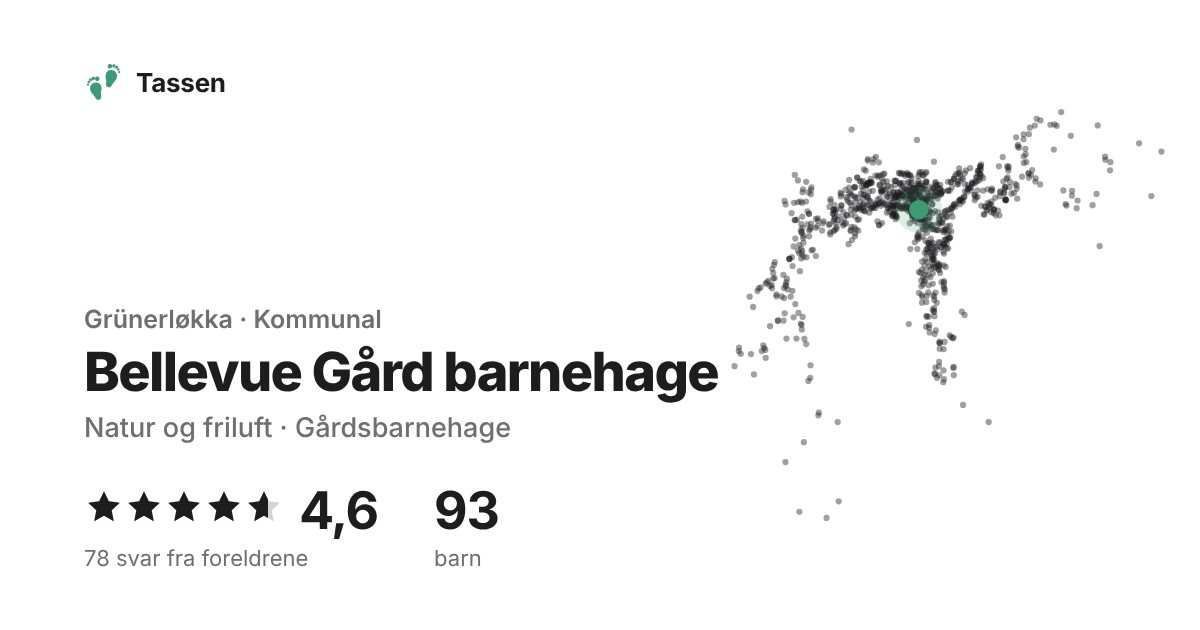 Tassen
Grünerløkka · Kommunal
Bellevue Gård barnehage
Natur og friluft · Gårdsbarnehage
4,6
93
78 svar fra foreldrene
barn